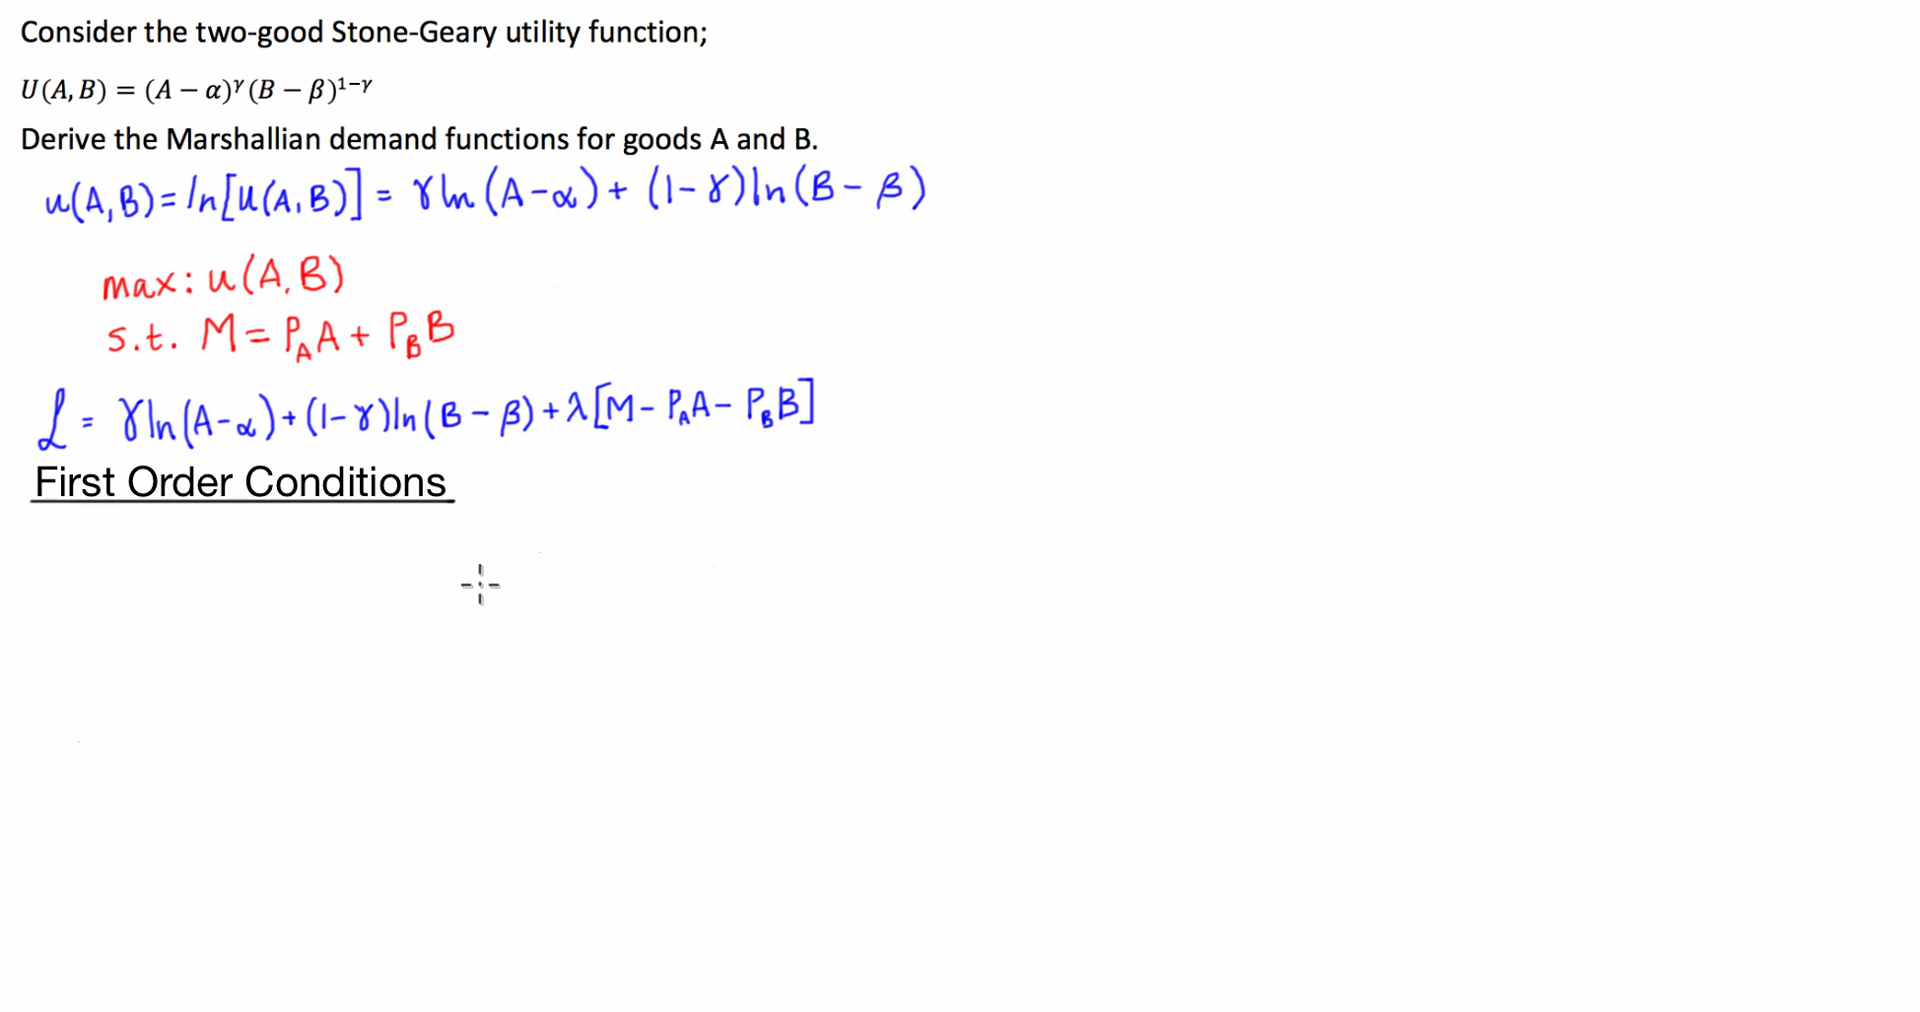 Consider the two-good Stone-Geary utility function;
U(A, B) = (A − α)^γ (B − β)^{1−γ}
Derive the Marshallian demand functions for goods A and B.
u(A,B) = ln[U(A,B)] = γ ln(A-α) + (1-γ) ln(B-β)
max: u(A,B)
s.t. M = P_A A + P_B B
ℒ = γ ln(A-α) + (1-γ) ln(B-β) + λ[M - P_A A - P_B B]
First Order Conditions